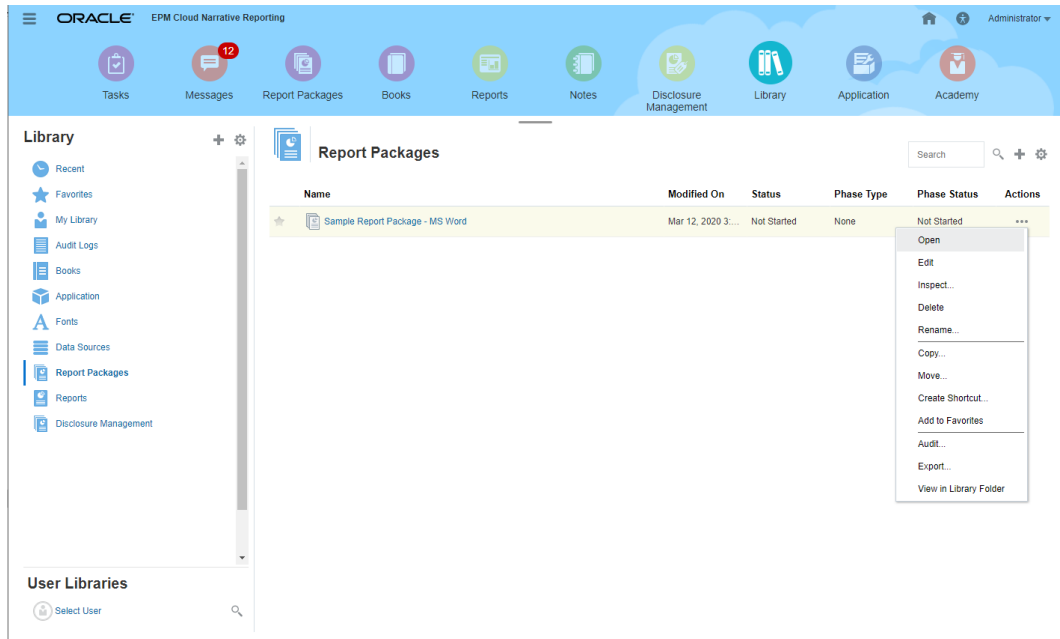 ORACLE® EPM Cloud Narrative Reporting Administrator
12
Tasks Messages Report Packages Books Reports Notes Disclosure Management Library Application Academy
Library
Recent
Favorites
My Library
Audit Logs
Books
Application
Fonts
Data Sources
Report Packages
Reports
Disclosure Management
User Libraries
Select User
Report Packages
Search
Name Modified On Status Phase Type Phase Status Actions
Sample Report Package - MS Word Mar 12, 2020 3:... Not Started None Not Started
Open
Edit
Inspect...
Delete
Rename...
Copy...
Move...
Create Shortcut...
Add to Favorites
Audit...
Export...
View in Library Folder